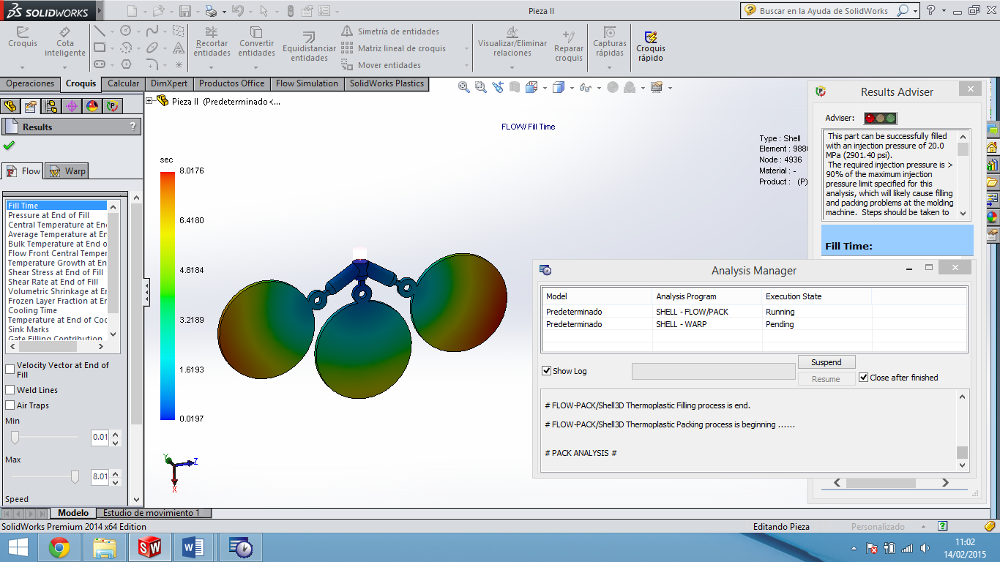 SOLIDWORKS
Pieza II
Buscar en la Ayuda de SolidWorks
Croquis
Cota inteligente
Recortar entidades
Convertir entidades
Equidistanciar entidades
Simetría de entidades
Matriz lineal de croquis
Mover entidades
Visualizar/Eliminar relaciones
Reparar croquis
Capturas rápidas
Croquis rápido
Operaciones
Croquis
Calcular
DimXpert
Productos Office
Flow Simulation
SolidWorks Plastics
Results
?
Flow
Warp
Fill Time
Pressure at End of Fill
Central Temperature at En
Average Temperature at Er
Bulk Temperature at End o
Flow Front Central Temper
Temperature Growth at En
Shear Stress at End of Fill
Shear Rate at End of Fill
Volumetric Shrinkage at En
Frozen Layer Fraction at En
Cooling Time
Temperature at End of Coo
Sink Marks
Gate Filling Contribution
Velocity Vector at End of
Fill
Weld Lines
Air Traps
Min
0.01
Max
8.01
Speed
Pieza II (Predeterminado<...
FLOW/ Fill Time
sec
8.0176
6.4180
4.8184
3.2189
1.6193
0.0197
Type : Shell
Element : 988
Node : 4936
Material : -
Product : (P)
Y
Z
X
Results Adviser
Adviser:
This part can be successfully filled
with an injection pressure of 20.0
MPa (2901.40 psi).
The required injection pressure is >
90% of the maximum injection
pressure limit specified for this
analysis, which will likely cause filling
and packing problems at the molding
machine. Steps should be taken to
Fill Time:
Analysis Manager
Model Analysis Program Execution State
Predeterminado SHELL - FLOW/PACK Running
Predeterminado SHELL - WARP Pending
Show Log
Suspend
Resume
Close after finished
# FLOW-PACK/Shell3D Thermoplastic Filling process is end.
# FLOW-PACK/Shell3D Thermoplastic Packing process is beginning ......
# PACK ANALYSIS #
Modelo
Estudio de movimiento 1
SolidWorks Premium 2014 x64 Edition
Editando Pieza
Personalizado
11:02
14/02/2015